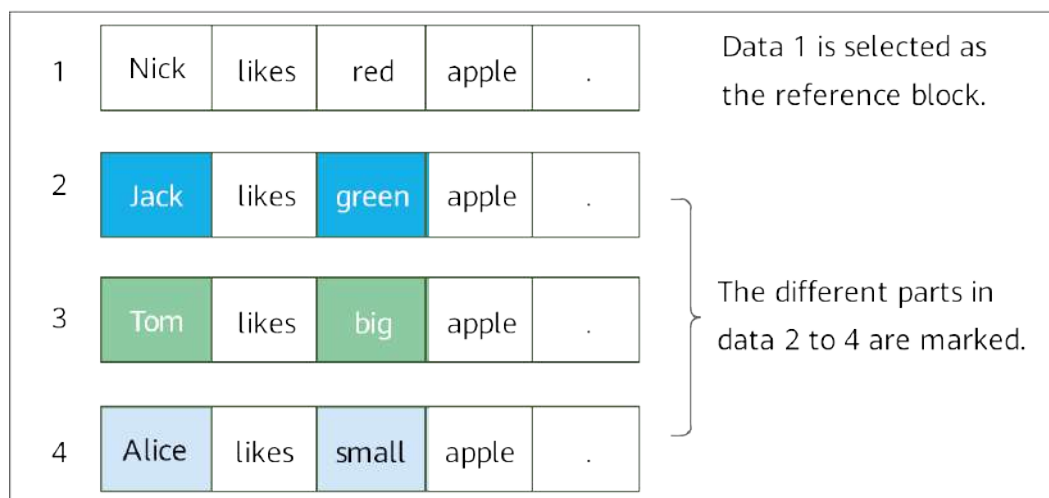 1 Nick likes red apple .
Data 1 is selected as
the reference block.
2 Jack likes green apple .
3 Tom likes big apple .
The different parts in
data 2 to 4 are marked.
4 Alice likes small apple .